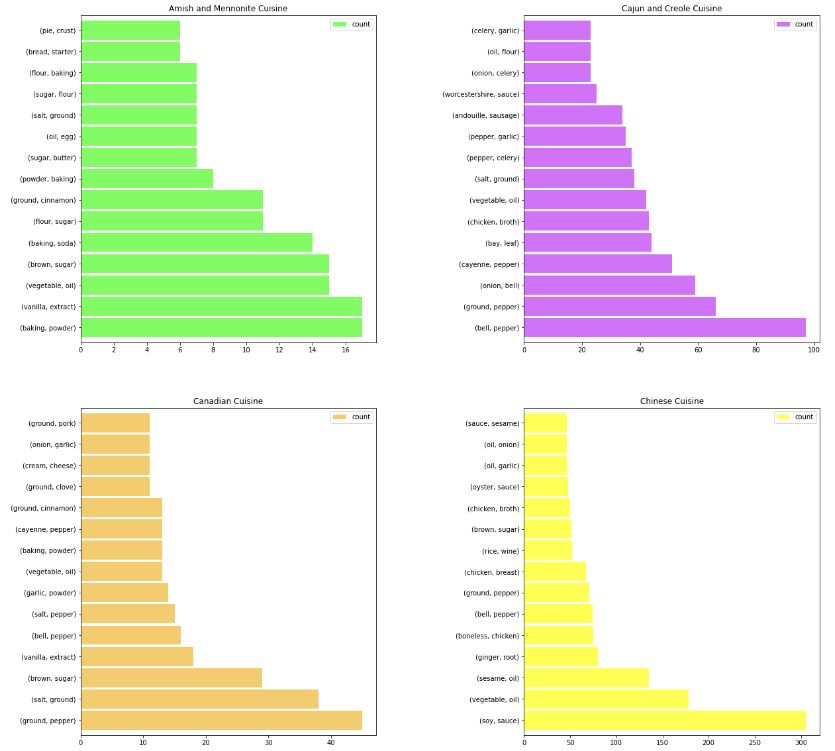 Amish and Mennonite Cuisine
count
(pie, crust)
(bread, starter)
(flour, baking)
(sugar, flour)
(salt, ground)
(oil, egg)
(sugar, butter)
(powder, baking)
(ground, cinnamon)
(flour, sugar)
(baking, soda)
(brown, sugar)
(vegetable, oil)
(vanilla, extract)
(baking, powder)
0 2 4 6 8 10 12 14 16
Cajun and Creole Cuisine
count
(celery, garlic)
(oil, flour)
(onion, celery)
(worcestershire, sauce)
(andouille, sausage)
(pepper, garlic)
(pepper, celery)
(salt, ground)
(vegetable, oil)
(chicken, broth)
(bay, leaf)
(cayenne, pepper)
(onion, bell)
(ground, pepper)
(bell, pepper)
0 20 40 60 80 100
Canadian Cuisine
count
(ground, pork)
(onion, garlic)
(cream, cheese)
(ground, clove)
(ground, cinnamon)
(cayenne, pepper)
(baking, powder)
(vegetable, oil)
(garlic, powder)
(salt, pepper)
(bell, pepper)
(vanilla, extract)
(brown, sugar)
(salt, ground)
(ground, pepper)
0 10 20 30 40
Chinese Cuisine
count
(sauce, sesame)
(oil, onion)
(oil, garlic)
(oyster, sauce)
(chicken, broth)
(brown, sugar)
(rice, wine)
(chicken, breast)
(ground, pepper)
(bell, pepper)
(boneless, chicken)
(ginger, root)
(sesame, oil)
(vegetable, oil)
(soy, sauce)
0 50 100 150 200 250 300